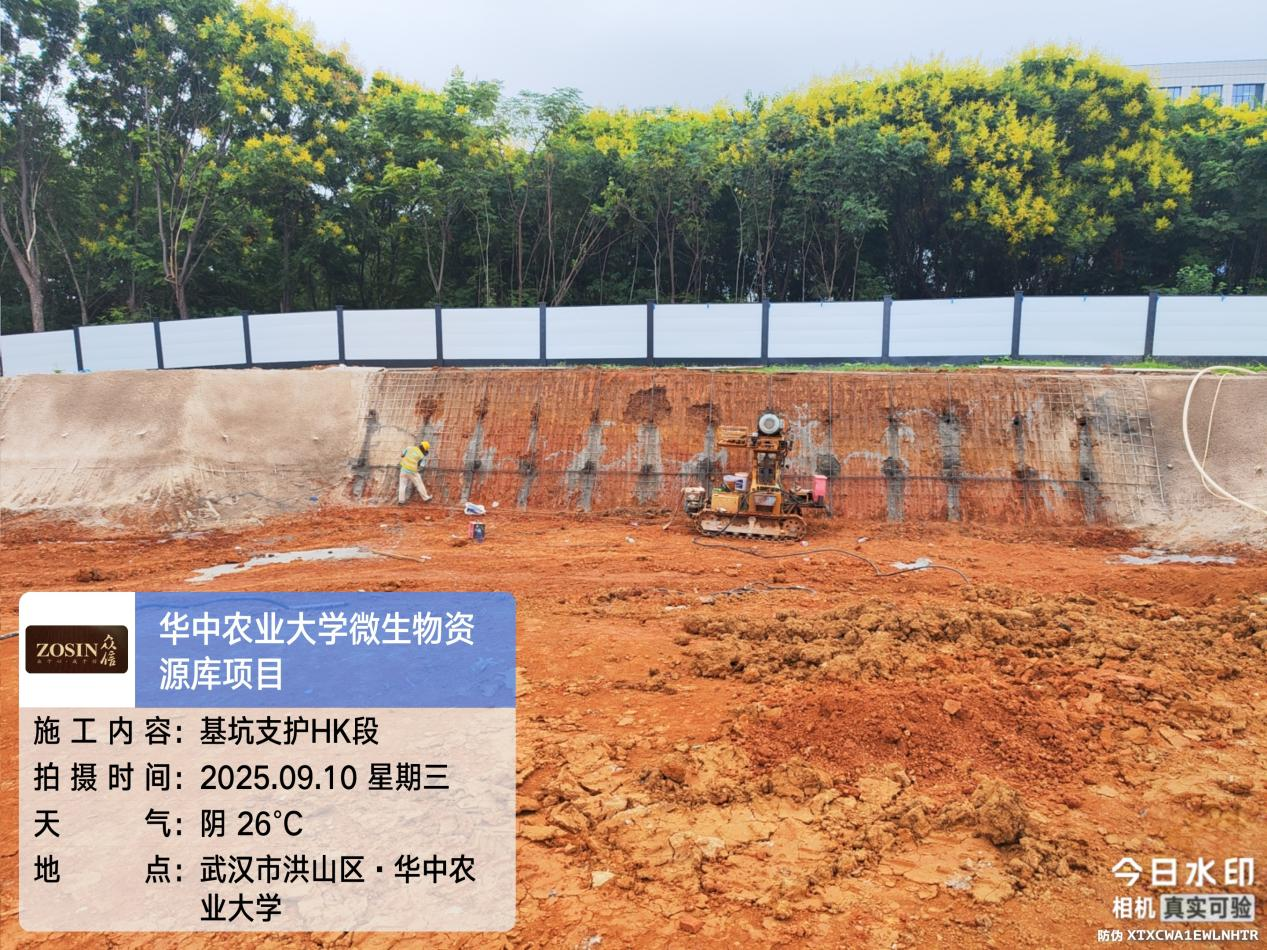 华中农业大学微生物资
源库项目
ZOSIN 众信
施工内容：基坑支护HK段
拍摄时间：2025.09.10 星期三
天气：阴 26℃
地点：武汉市洪山区·华中农
业大学
今日水印
相机 真实可验
防伪 XTXCWA1EWLNHTR